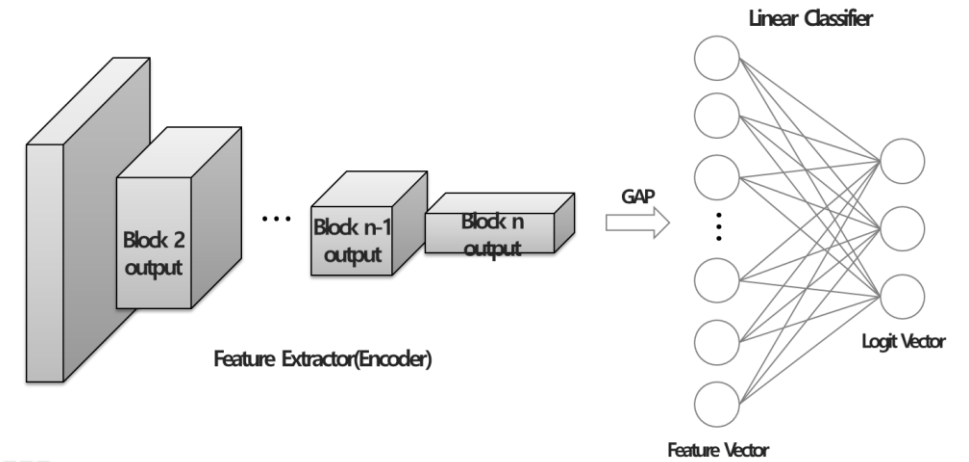 Linear Classifier
Block 2
output
...
Block n-1
output
Block n
output
GAP
Feature Extractor(Encoder)
Logit Vector
Feature Vector